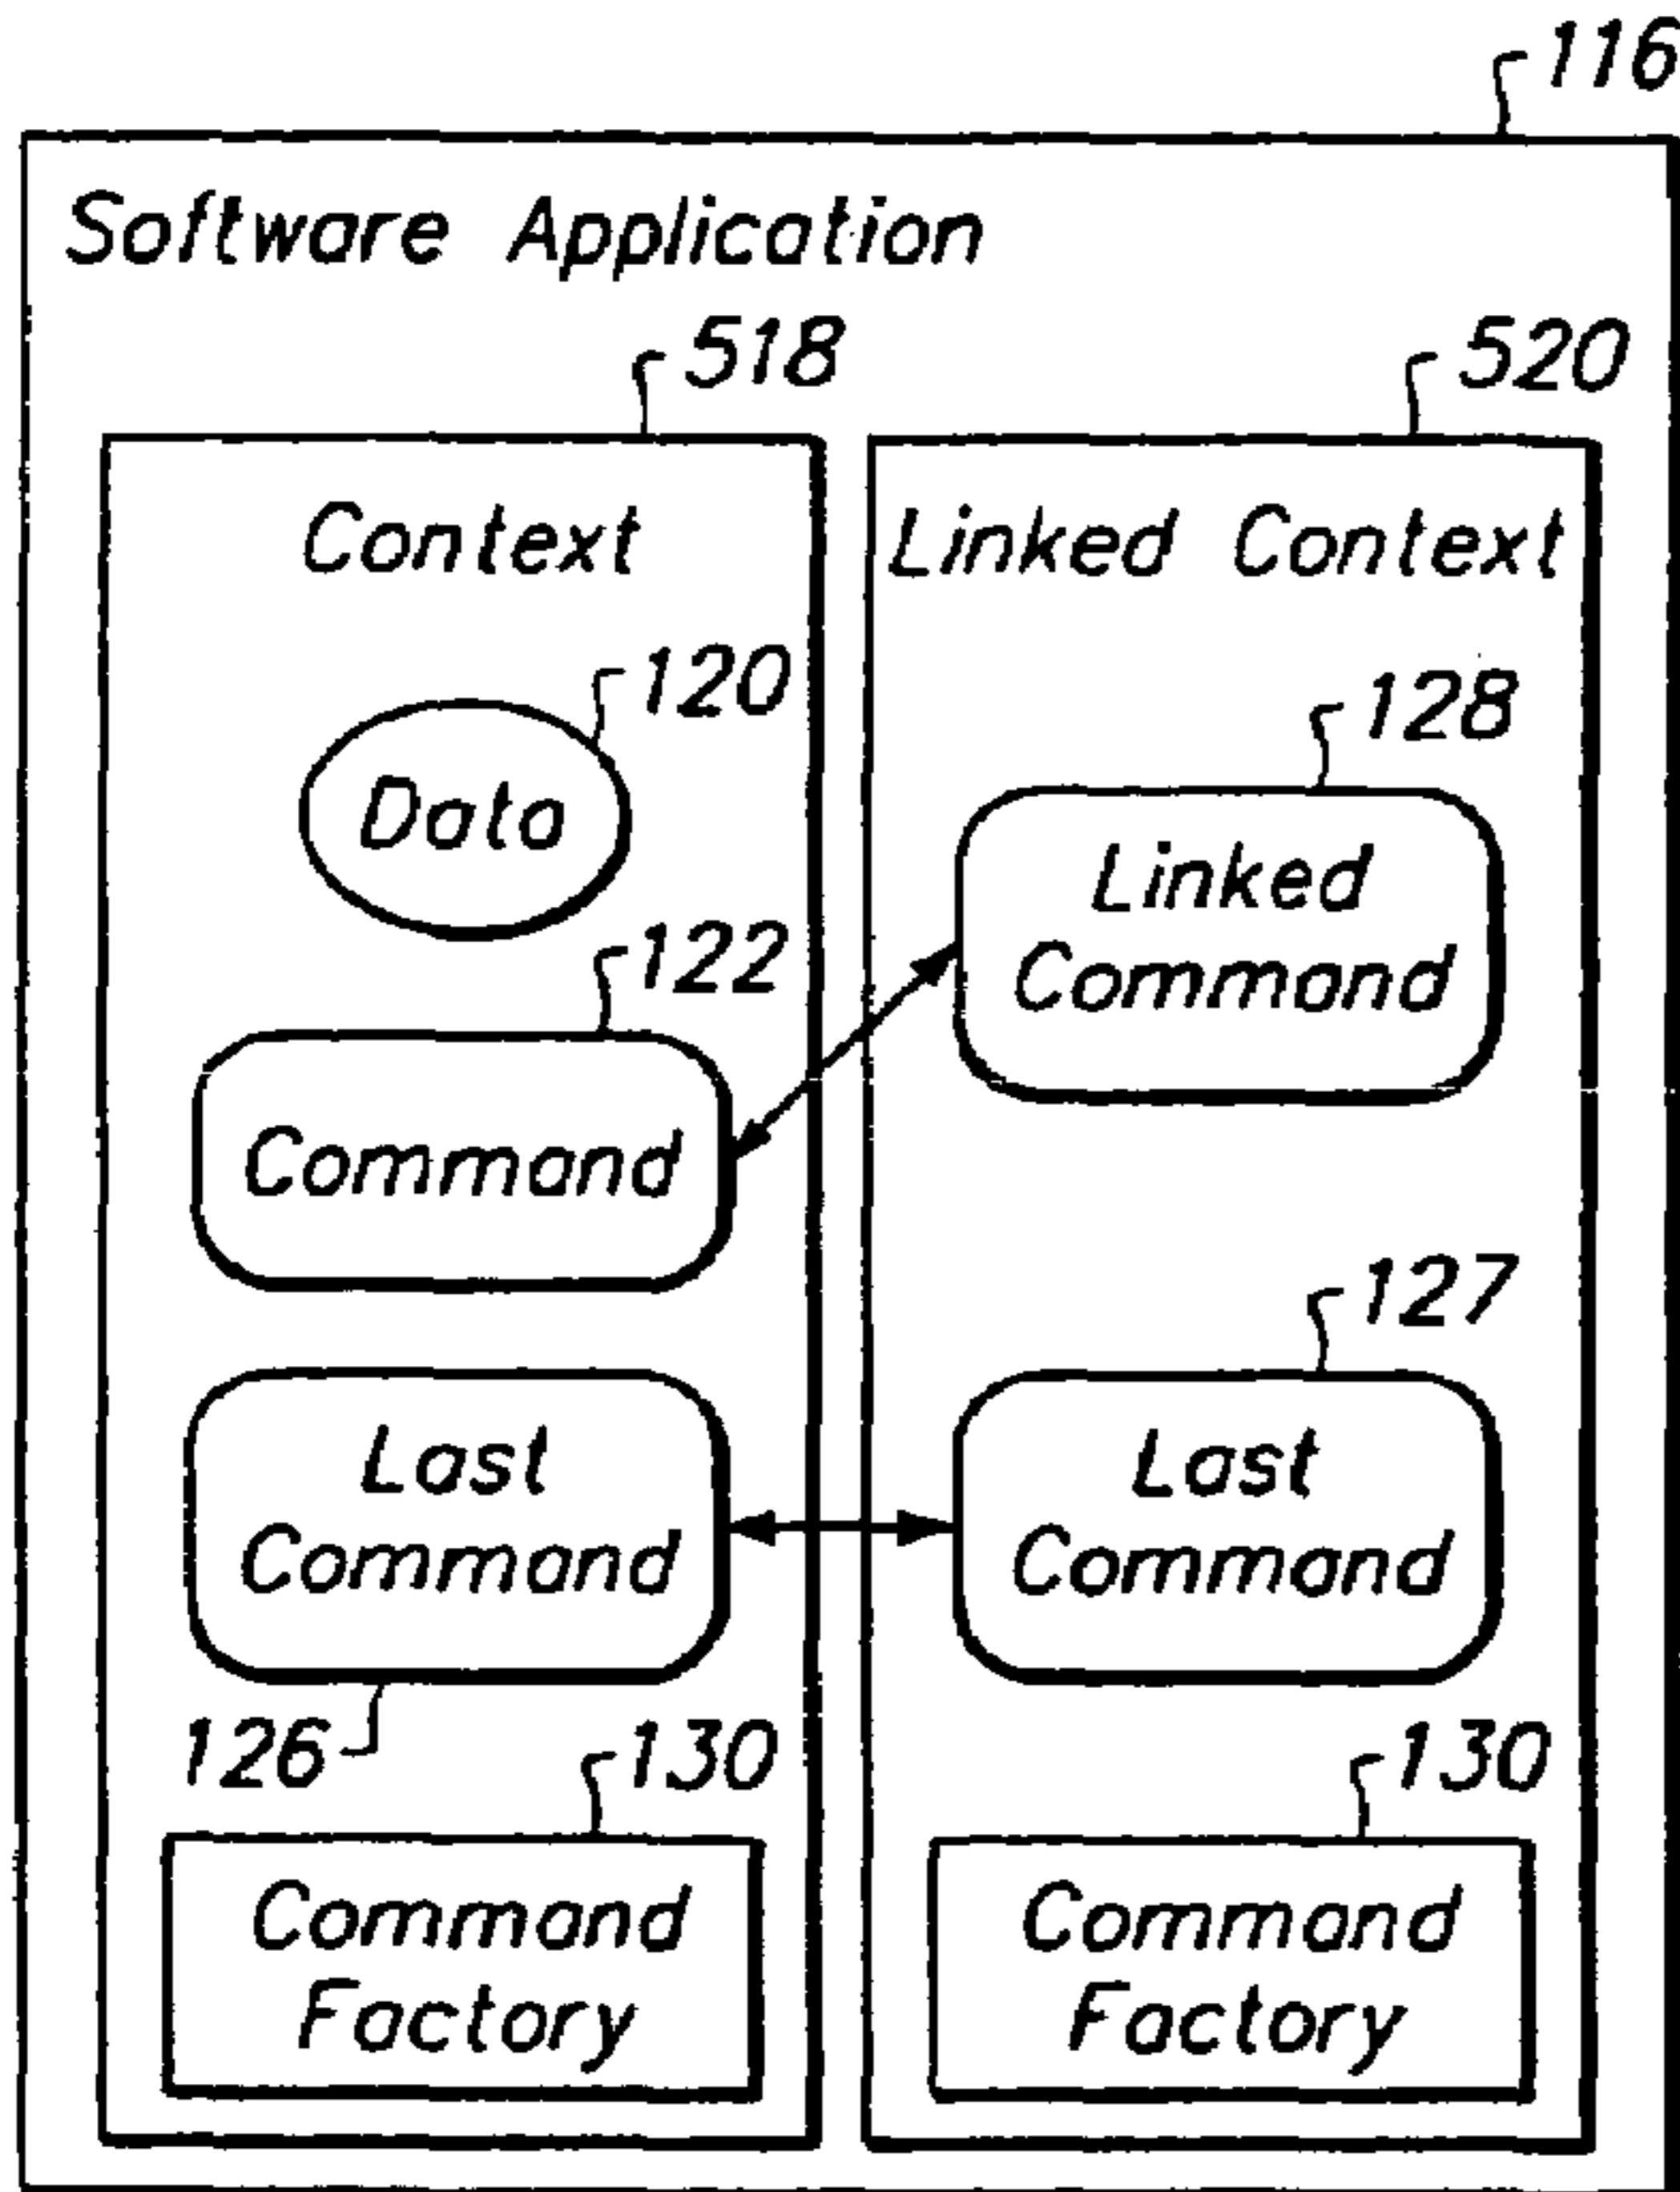 116
Software Application
518
520
Context
Linked Context
120
128
Data
Linked
Command
122
Command
127
Last
Command
Last
Command
126
130
130
Command
Factory
Command
Factory